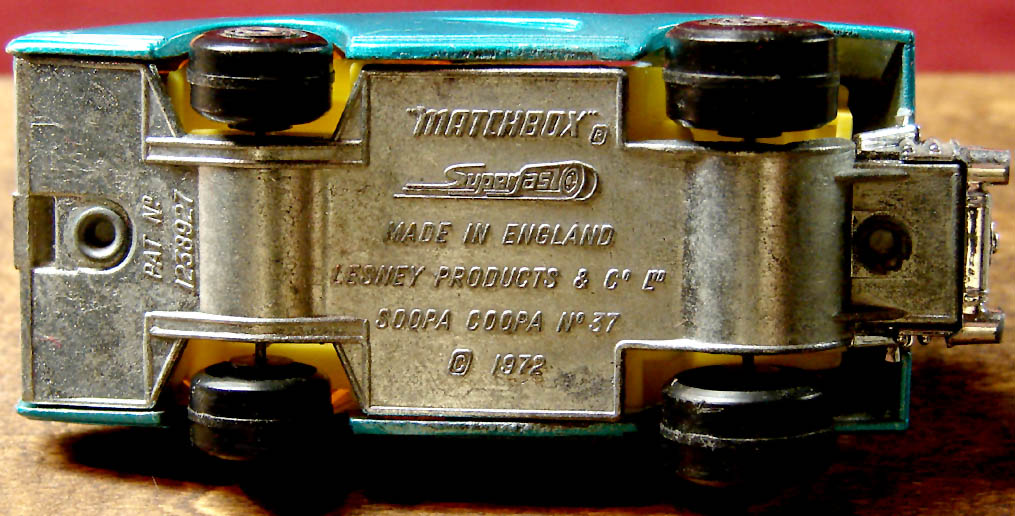 "MATCHBOX" ®
Superfast ©
MADE IN ENGLAND
LESNEY PRODUCTS & Cº Lᵀᴰ
SOOPA COOPA Nº 37
© 1972
PAT Nº
1238927